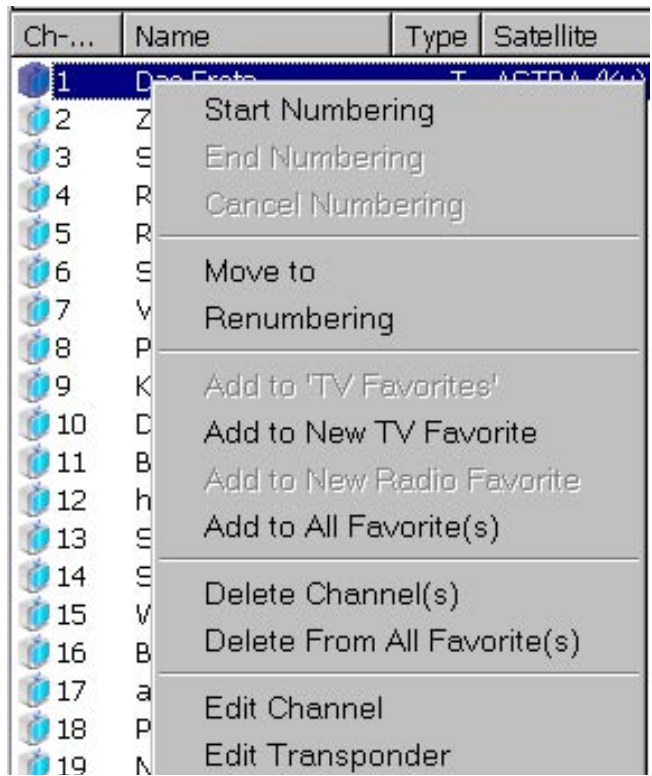 Ch-... Name Type Satellite
1
2 Z
3 S
4 R
5 R
6 S
7 V
8 P
9 K
10 D
11 B
12 h
13 S
14 S
15 V
16 B
17 a
18 P
19 N
Start Numbering
End Numbering
Cancel Numbering
Move to
Renumbering
Add to 'TV Favorites'
Add to New TV Favorite
Add to New Radio Favorite
Add to All Favorite(s)
Delete Channel(s)
Delete From All Favorite(s)
Edit Channel
Edit Transponder